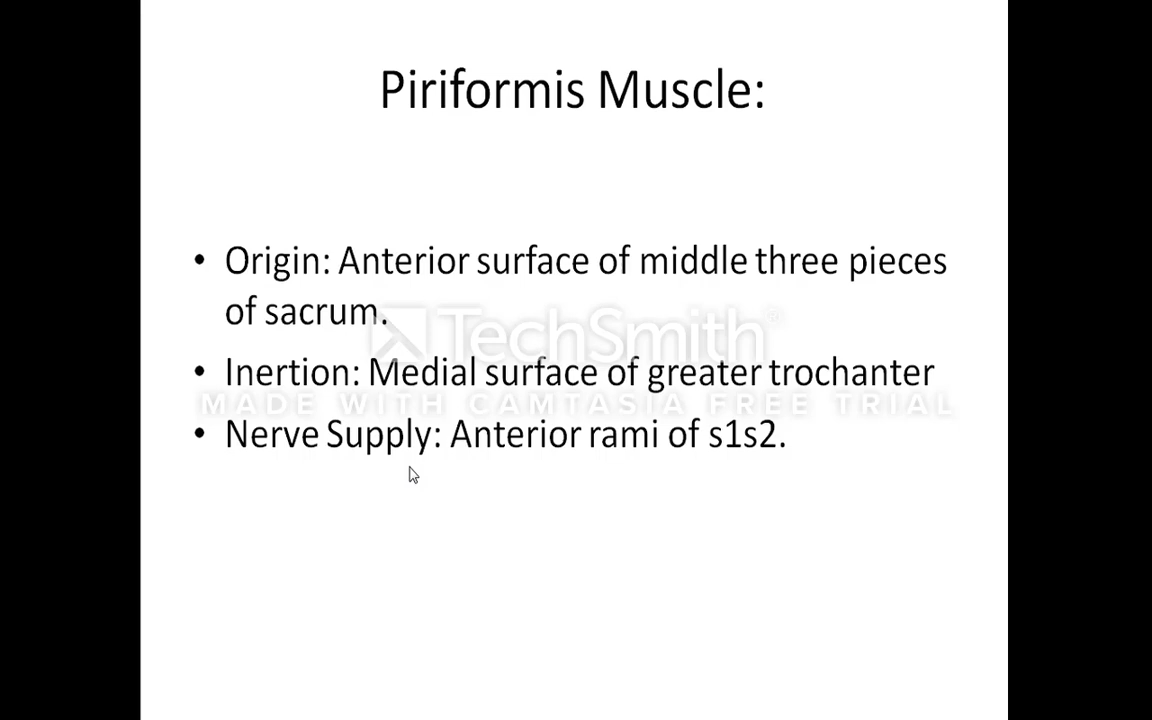 Piriformis Muscle:
• Origin: Anterior surface of middle three pieces
of sacrum.
TechSmith®
• Inertion: Medial surface of greater trochanter
MADE WITH CAMTASIA FREE TRIAL
• Nerve Supply: Anterior rami of s1s2.